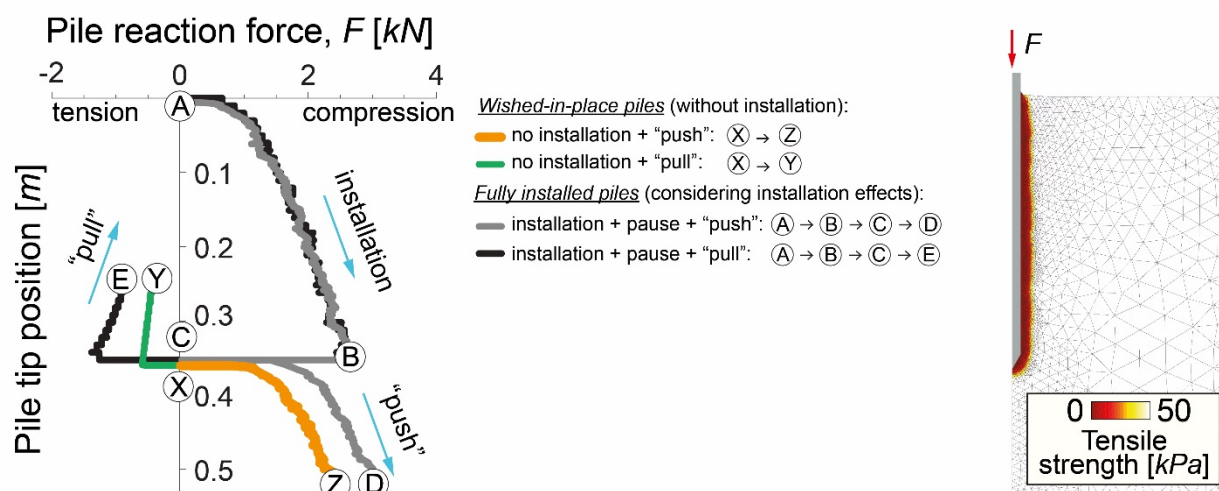 Pile reaction force, F [kN]
-2 0 2 4
tension compression
A
0.1
0.2
0.3
0.4
0.5
Pile tip position [m]
installation
"pull"
E Y
C
B
X
"push"
Z D
Wished-in-place piles (without installation):
no installation + “push”: X → Z
no installation + “pull”: X → Y
Fully installed piles (considering installation effects):
installation + pause + “push”: A → B → C → D
installation + pause + “pull”: A → B → C → E
F
0 50
Tensile
strength [kPa]